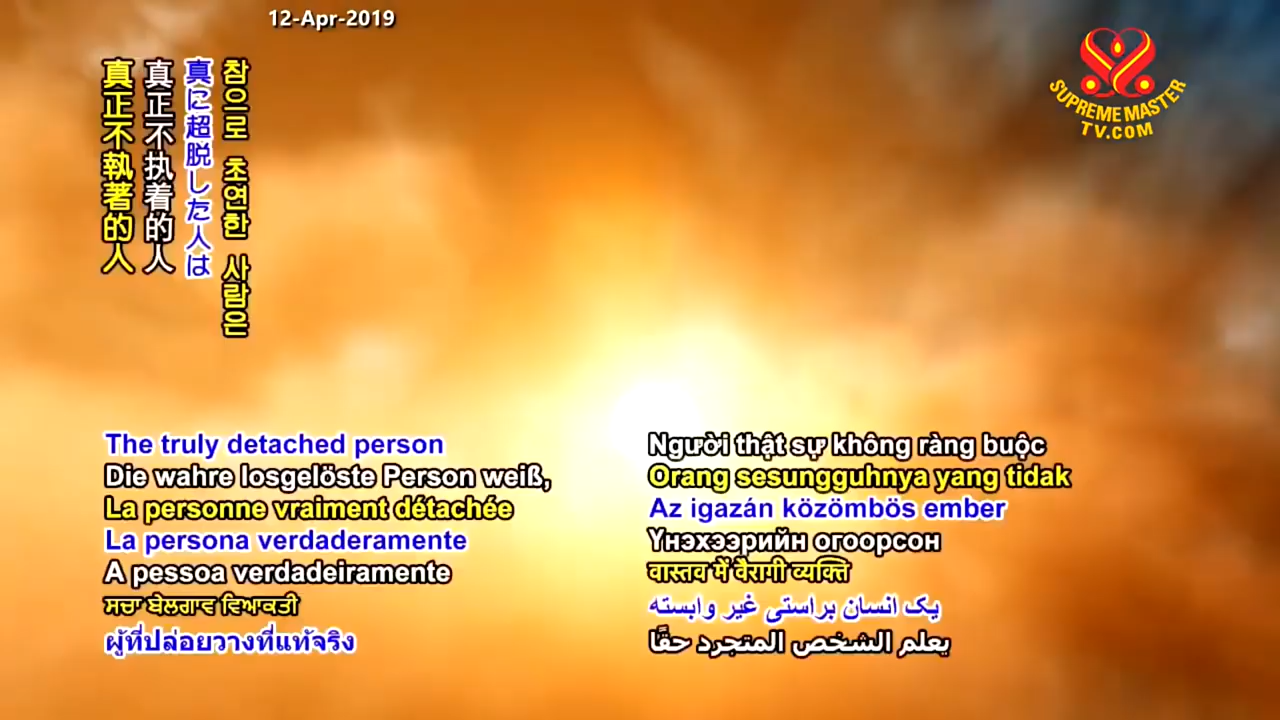 12-Apr-2019
SUPREME MASTER
TV.COM
참으로 초연한 사람은
真に超脱した人は
真正不执着的人
真正不執著的人
The truly detached person
Die wahre losgelöste Person weiß,
La personne vraiment détachée
La persona verdaderamente
A pessoa verdadeiramente
ਸਚਾ ਬੇਲਗਾਵ ਵਿਆਕਤੀ
ผู้ที่ปล่อยวางที่แท้จริง
Người thật sự không ràng buộc
Orang sesungguhnya yang tidak
Az igazán közömbös ember
Үнэхээрийн огоорсон
वास्तव में वैरागी व्यक्ति
یک انسان براستی غیر وابسته
يعلم الشخص المتجرد حقًا